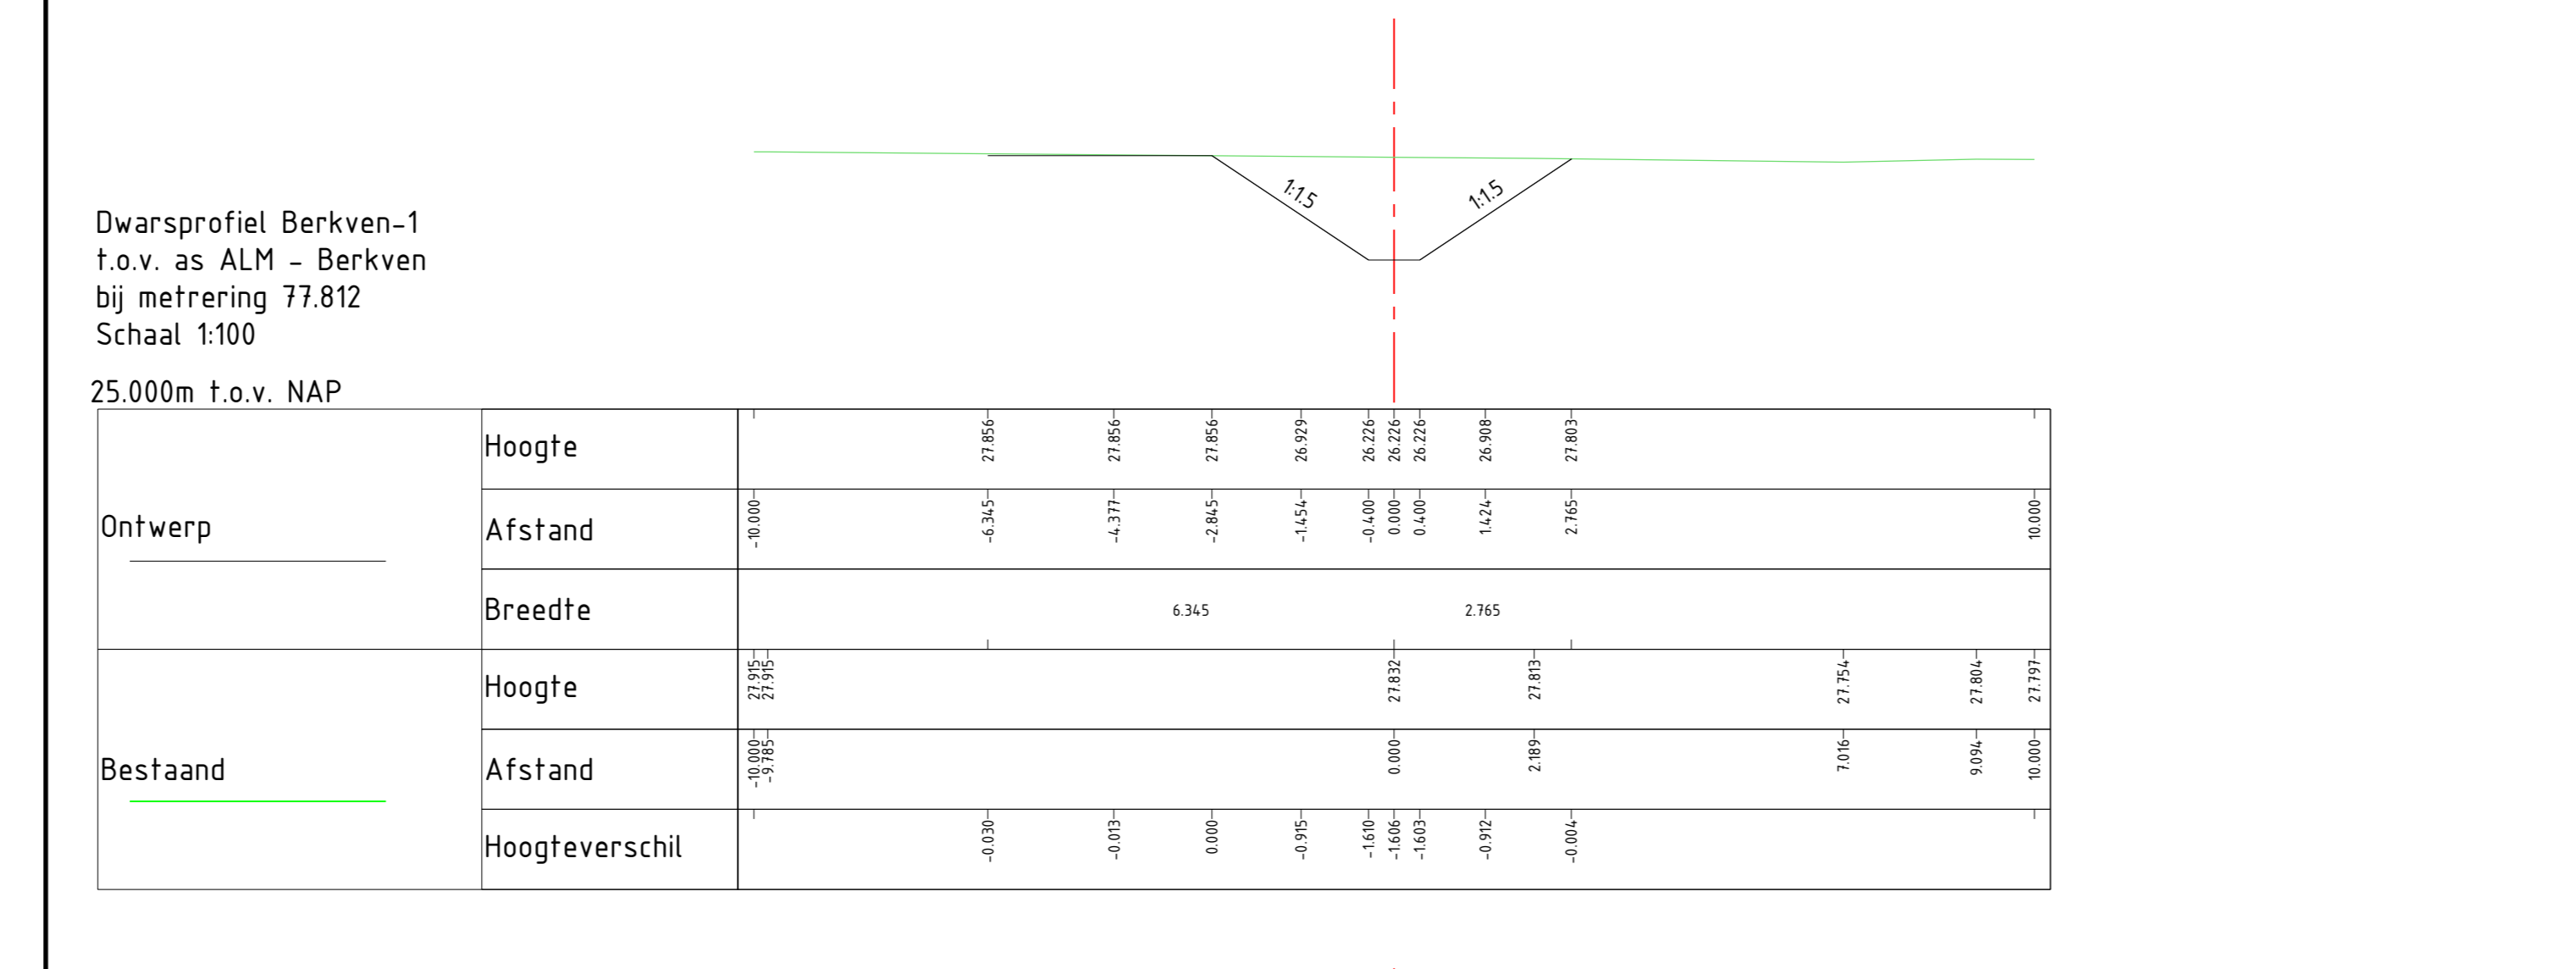 1:1.5 1:1.5
Dwarsprofiel Berkven-1
t.o.v. as ALM - Berkven
bij metrering 77.812
Schaal 1:100
25.000m t.o.v. NAP
Ontwerp
Hoogte 27.856 27.856 27.856 26.929 26.226 26.226 26.226 26.908 27.803
Afstand -10.000 -6.345 -4.377 -2.845 -1.454 -0.400 0.000 0.400 1.424 2.765 10.000
Breedte 6.345 2.765
Bestaand
Hoogte 27.915 27.915 27.832 27.813 27.754 27.804 27.797
Afstand -10.000 -9.785 0.000 2.189 7.016 9.094 10.000
Hoogteverschil -0.030 -0.013 0.000 -0.915 -1.610 -1.606 -1.603 -0.912 -0.004